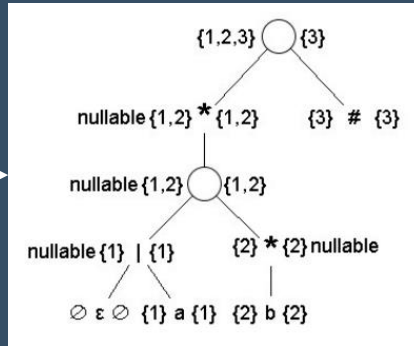 {1,2,3} {3}
nullable {1,2} * {1,2} {3} # {3}
nullable {1,2} {1,2}
nullable {1} | {1} {2} * {2} nullable
∅ ε ∅ {1} a {1} {2} b {2}